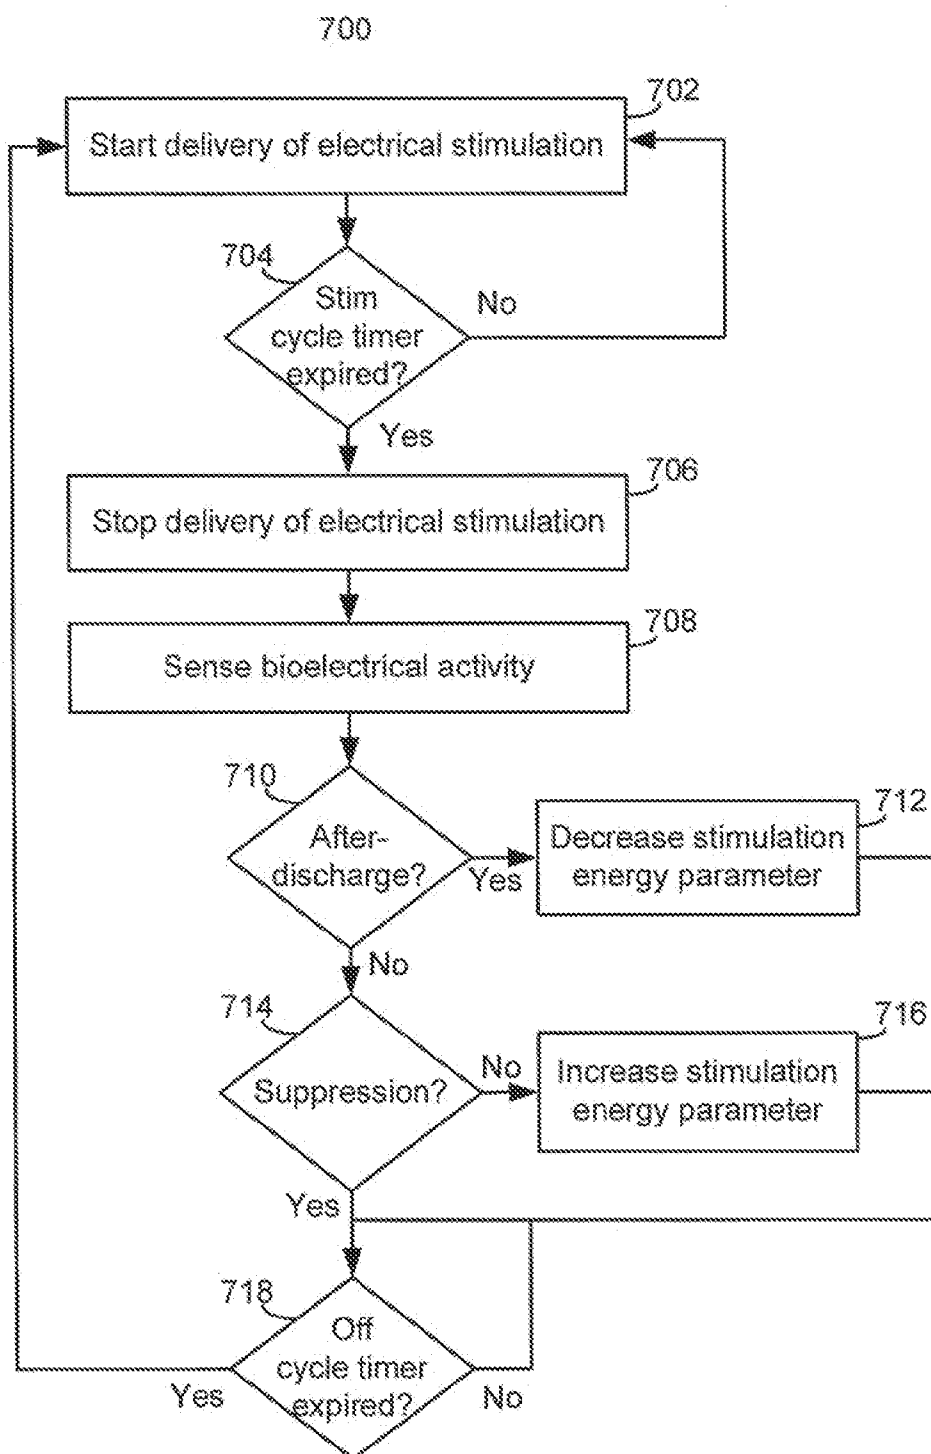 700
702
Start delivery of electrical stimulation
704
Stim
cycle timer
expired?
No
Yes
706
Stop delivery of electrical stimulation
708
Sense bioelectrical activity
710
After-
discharge?
Yes
712
Decrease stimulation
energy parameter
No
714
Suppression?
No
716
Increase stimulation
energy parameter
Yes
718
Off
cycle timer
expired?
Yes
No